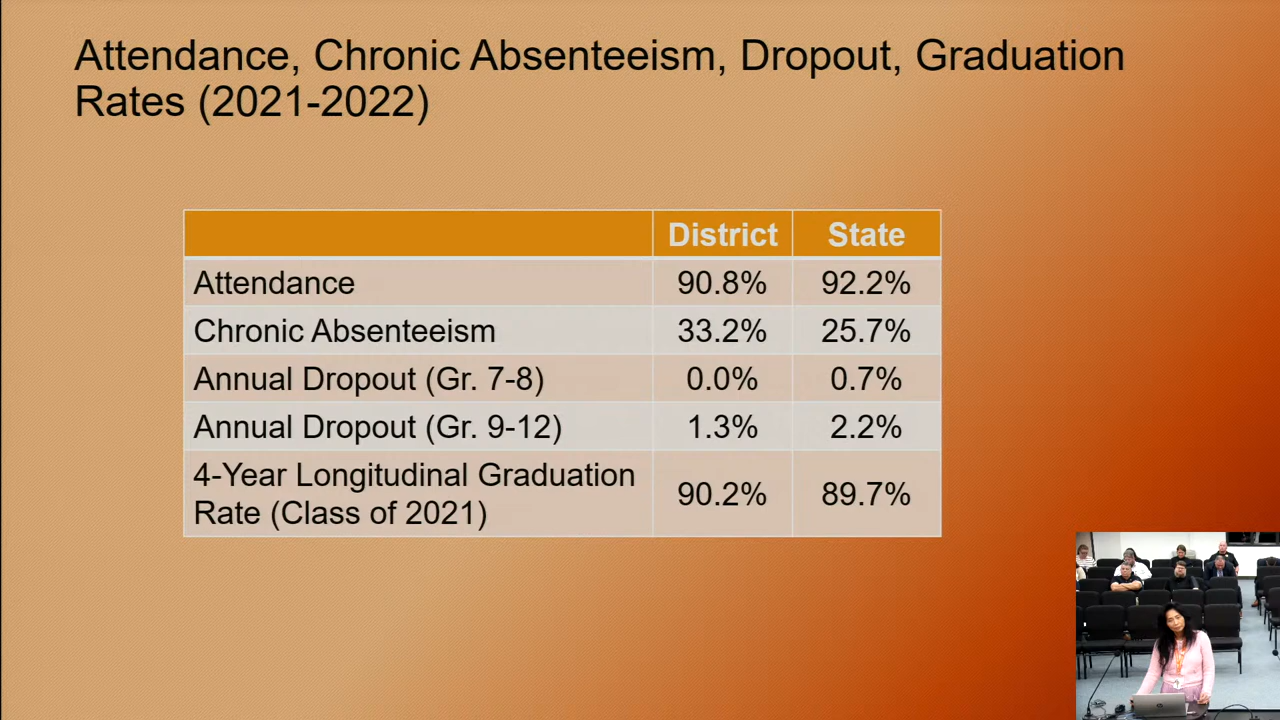 Attendance, Chronic Absenteeism, Dropout, Graduation
Rates (2021-2022)
District State
Attendance 90.8% 92.2%
Chronic Absenteeism 33.2% 25.7%
Annual Dropout (Gr. 7-8) 0.0% 0.7%
Annual Dropout (Gr. 9-12) 1.3% 2.2%
4-Year Longitudinal Graduation
Rate (Class of 2021) 90.2% 89.7%